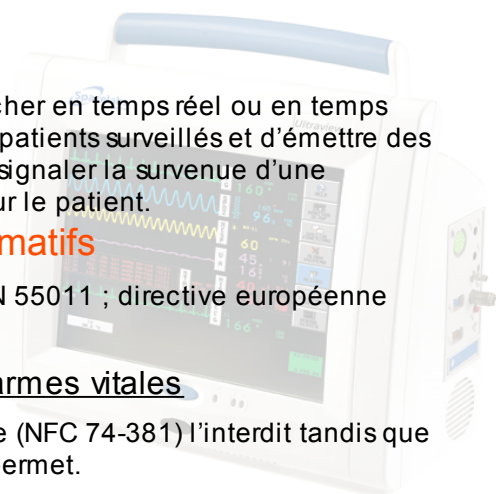 cher en temps réel ou en temps
patients surveillés et d'émettre des
signaler la survenue d'une
ur le patient.
matifs
N 55011 ; directive européenne
armes vitales
e (NFC 74-381) l'interdit tandis que
permet.